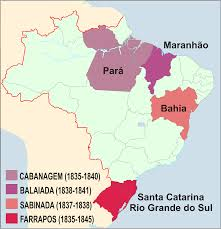 Maranhão
Pará
Bahia
Santa Catarina
Rio Grande do Sul
CABANAGEM (1835-1840)
BALAIADA (1838-1841)
SABINADA (1837-1838)
FARRAPOS (1835-1845)